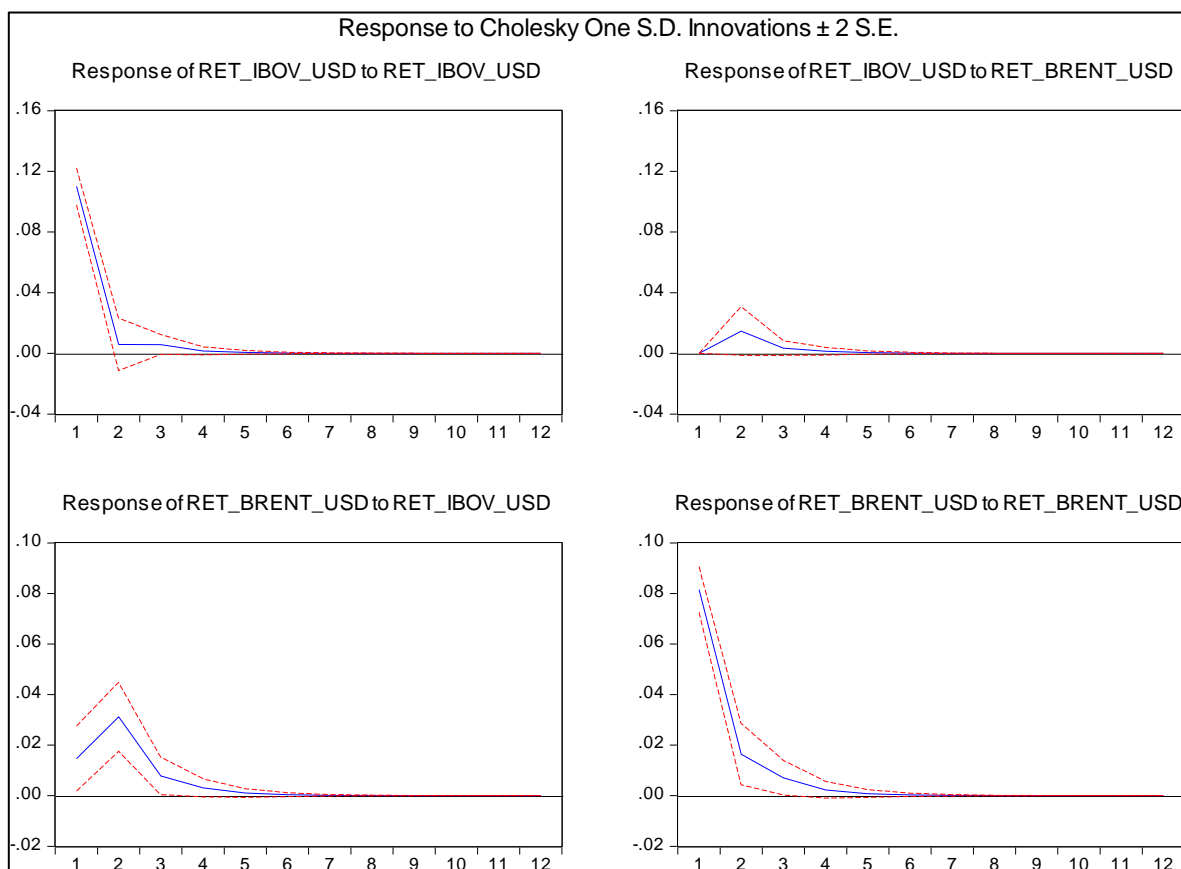 Response to Cholesky One S.D. Innovations ± 2 S.E.
Response of RET_IBOV_USD to RET_IBOV_USD
.16
.12
.08
.04
.00
-.04
1 2 3 4 5 6 7 8 9 10 11 12
Response of RET_IBOV_USD to RET_BRENT_USD
.16
.12
.08
.04
.00
-.04
1 2 3 4 5 6 7 8 9 10 11 12
Response of RET_BRENT_USD to RET_IBOV_USD
.10
.08
.06
.04
.02
.00
-.02
1 2 3 4 5 6 7 8 9 10 11 12
Response of RET_BRENT_USD to RET_BRENT_USD
.10
.08
.06
.04
.02
.00
-.02
1 2 3 4 5 6 7 8 9 10 11 12